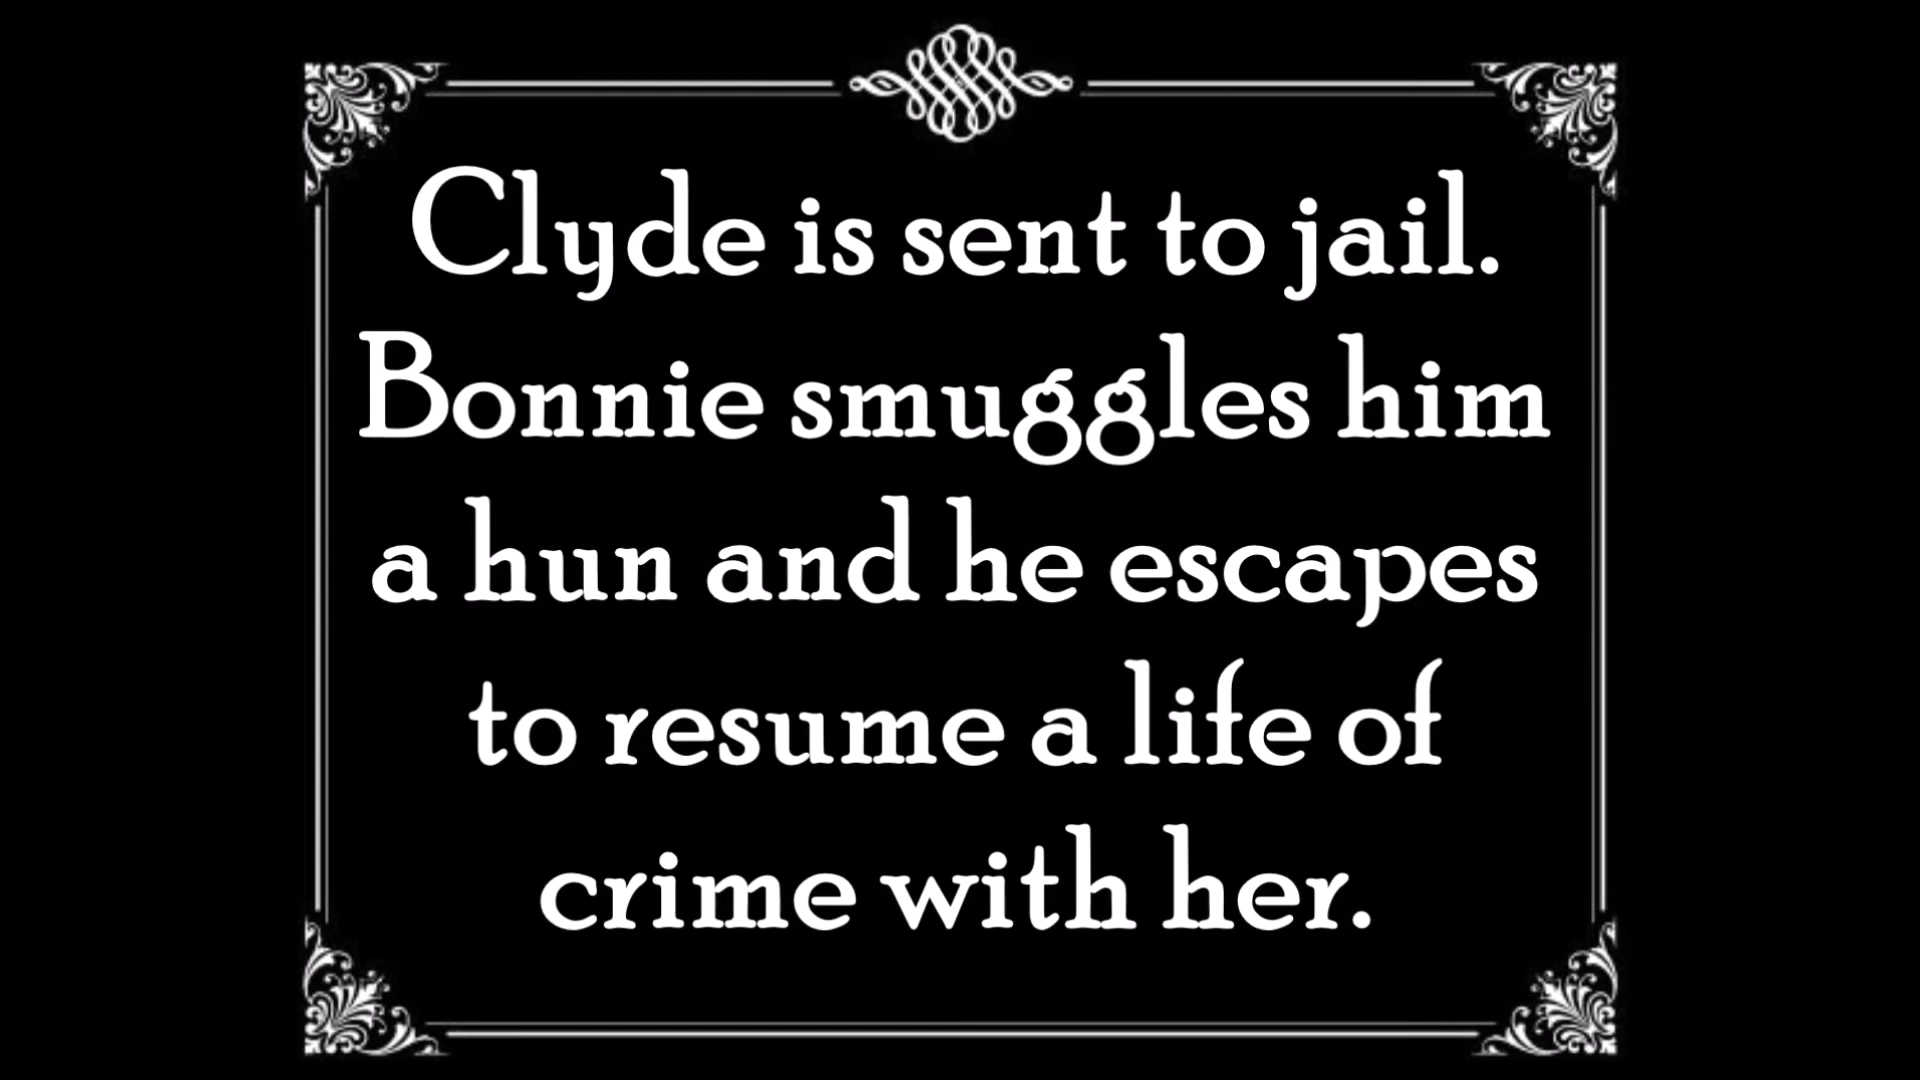 Clyde is sent to jail.
Bonnie smuggles him
a hun and he escapes
to resume a life of
crime with her.